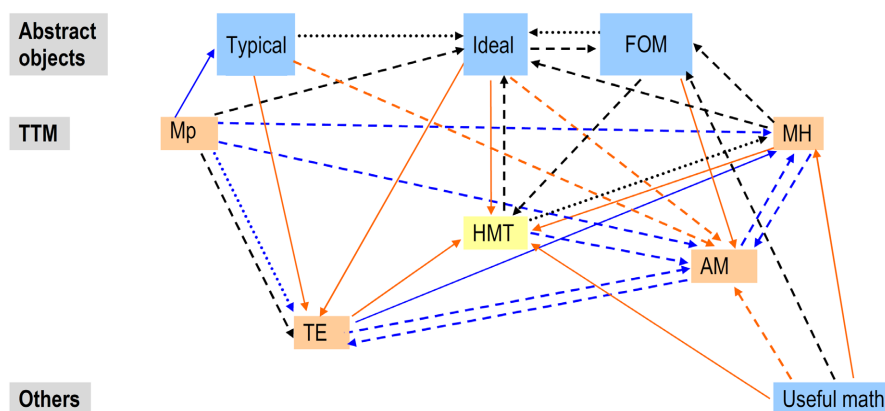 Abstract
objects
Typical
Ideal
FOM
TTM
Mp
MH
HMT
AM
TE
Others
Useful math